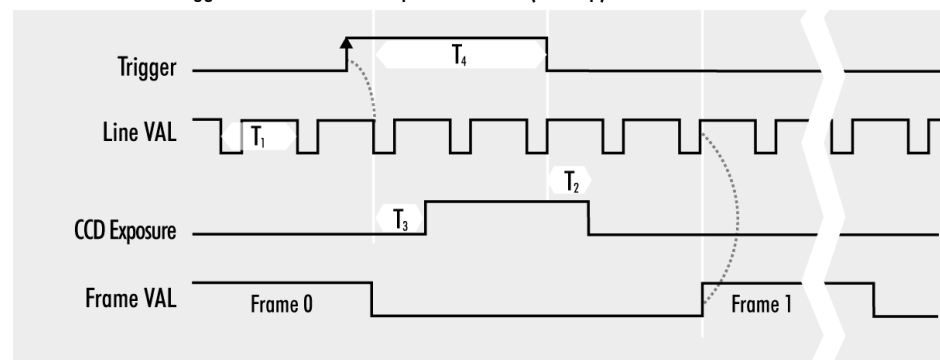 Trigger
T₄
Line VAL
T₁
T₂
CCD Exposure
T₃
Frame VAL
Frame 0
Frame 1